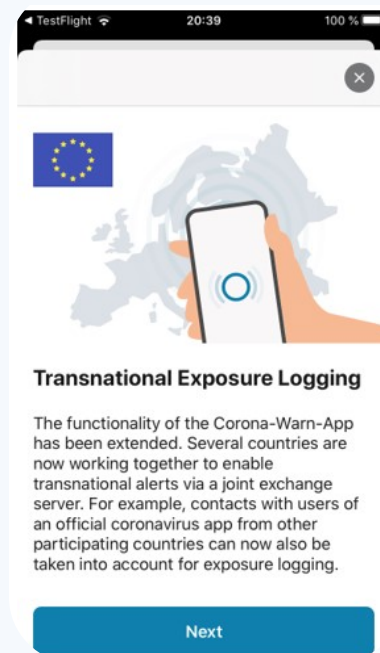 ◀ TestFlight 20:39 100 %
Transnational Exposure Logging
The functionality of the Corona-Warn-App
has been extended. Several countries are
now working together to enable
transnational alerts via a joint exchange
server. For example, contacts with users of
an official coronavirus app from other
participating countries can now also be
taken into account for exposure logging.
Next